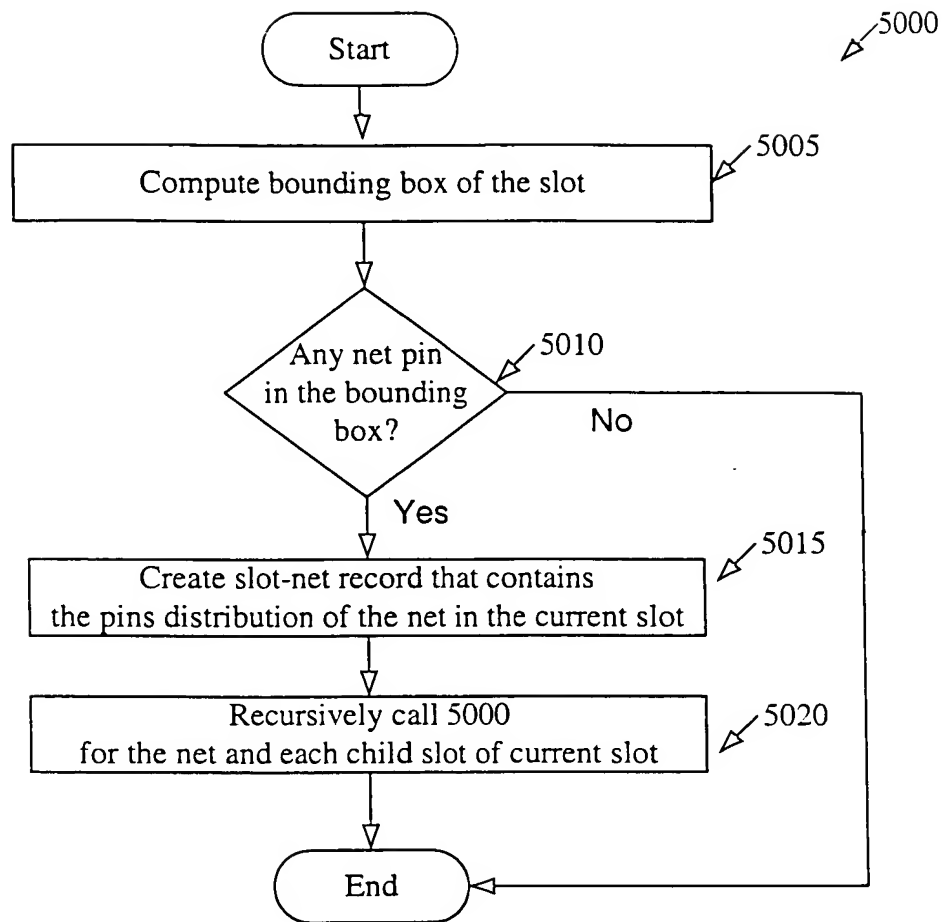 Start
5000
5005
Compute bounding box of the slot
5010
Any net pin
in the bounding
box?
No
Yes
5015
Create slot-net record that contains
the pins distribution of the net in the current slot
5020
Recursively call 5000
for the net and each child slot of current slot
End